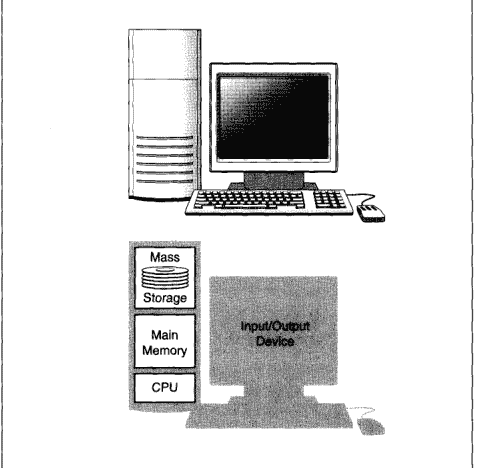 Mass
Storage
Main
Memory
CPU
Input/Output
Device